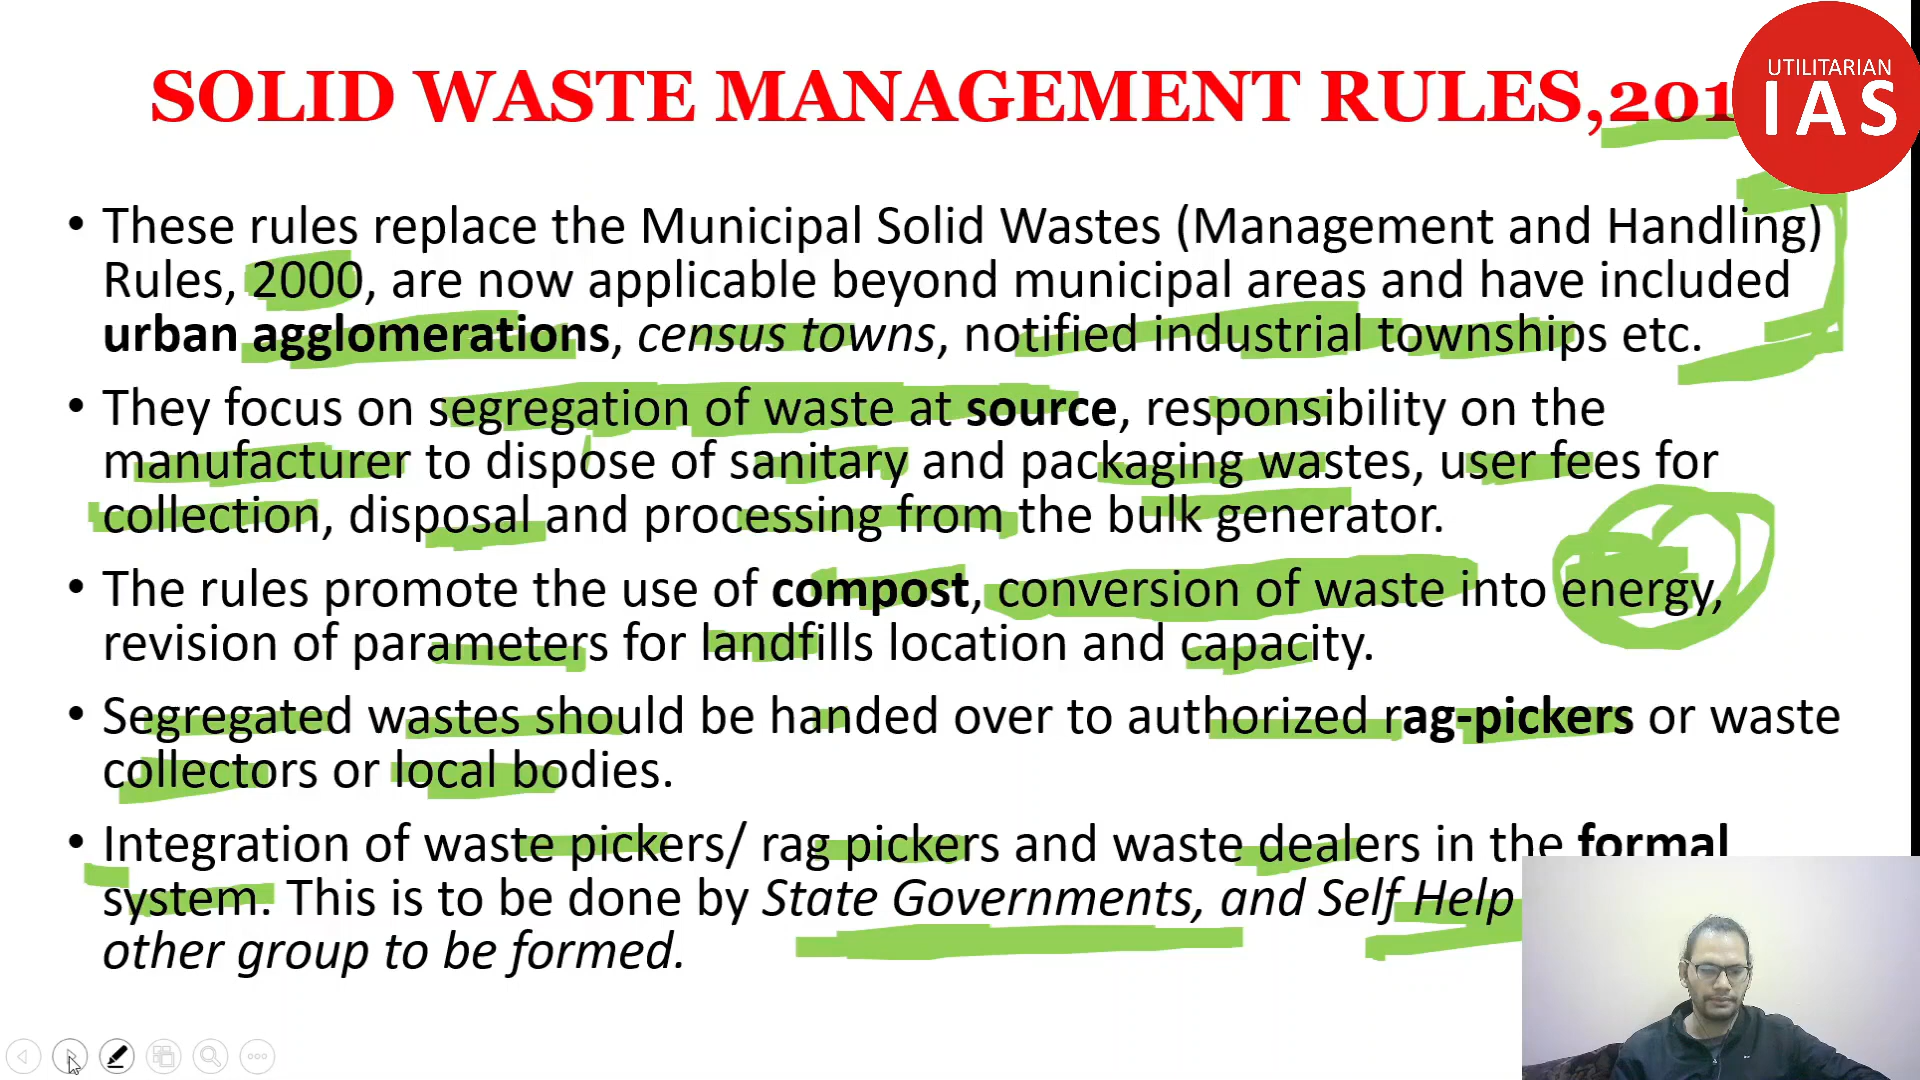 SOLID WASTE MANAGEMENT RULES,201
UTILITARIAN
IAS
• These rules replace the Municipal Solid Wastes (Management and Handling)
Rules, 2000, are now applicable beyond municipal areas and have included
urban agglomerations, census towns, notified industrial townships etc.
• They focus on segregation of waste at source, responsibility on the
manufacturer to dispose of sanitary and packaging wastes, user fees for
collection, disposal and processing from the bulk generator.
• The rules promote the use of compost, conversion of waste into energy,
revision of parameters for landfills location and capacity.
• Segregated wastes should be handed over to authorized rag-pickers or waste
collectors or local bodies.
• Integration of waste pickers/ rag pickers and waste dealers in the formal
system. This is to be done by State Governments, and Self Help
other group to be formed.